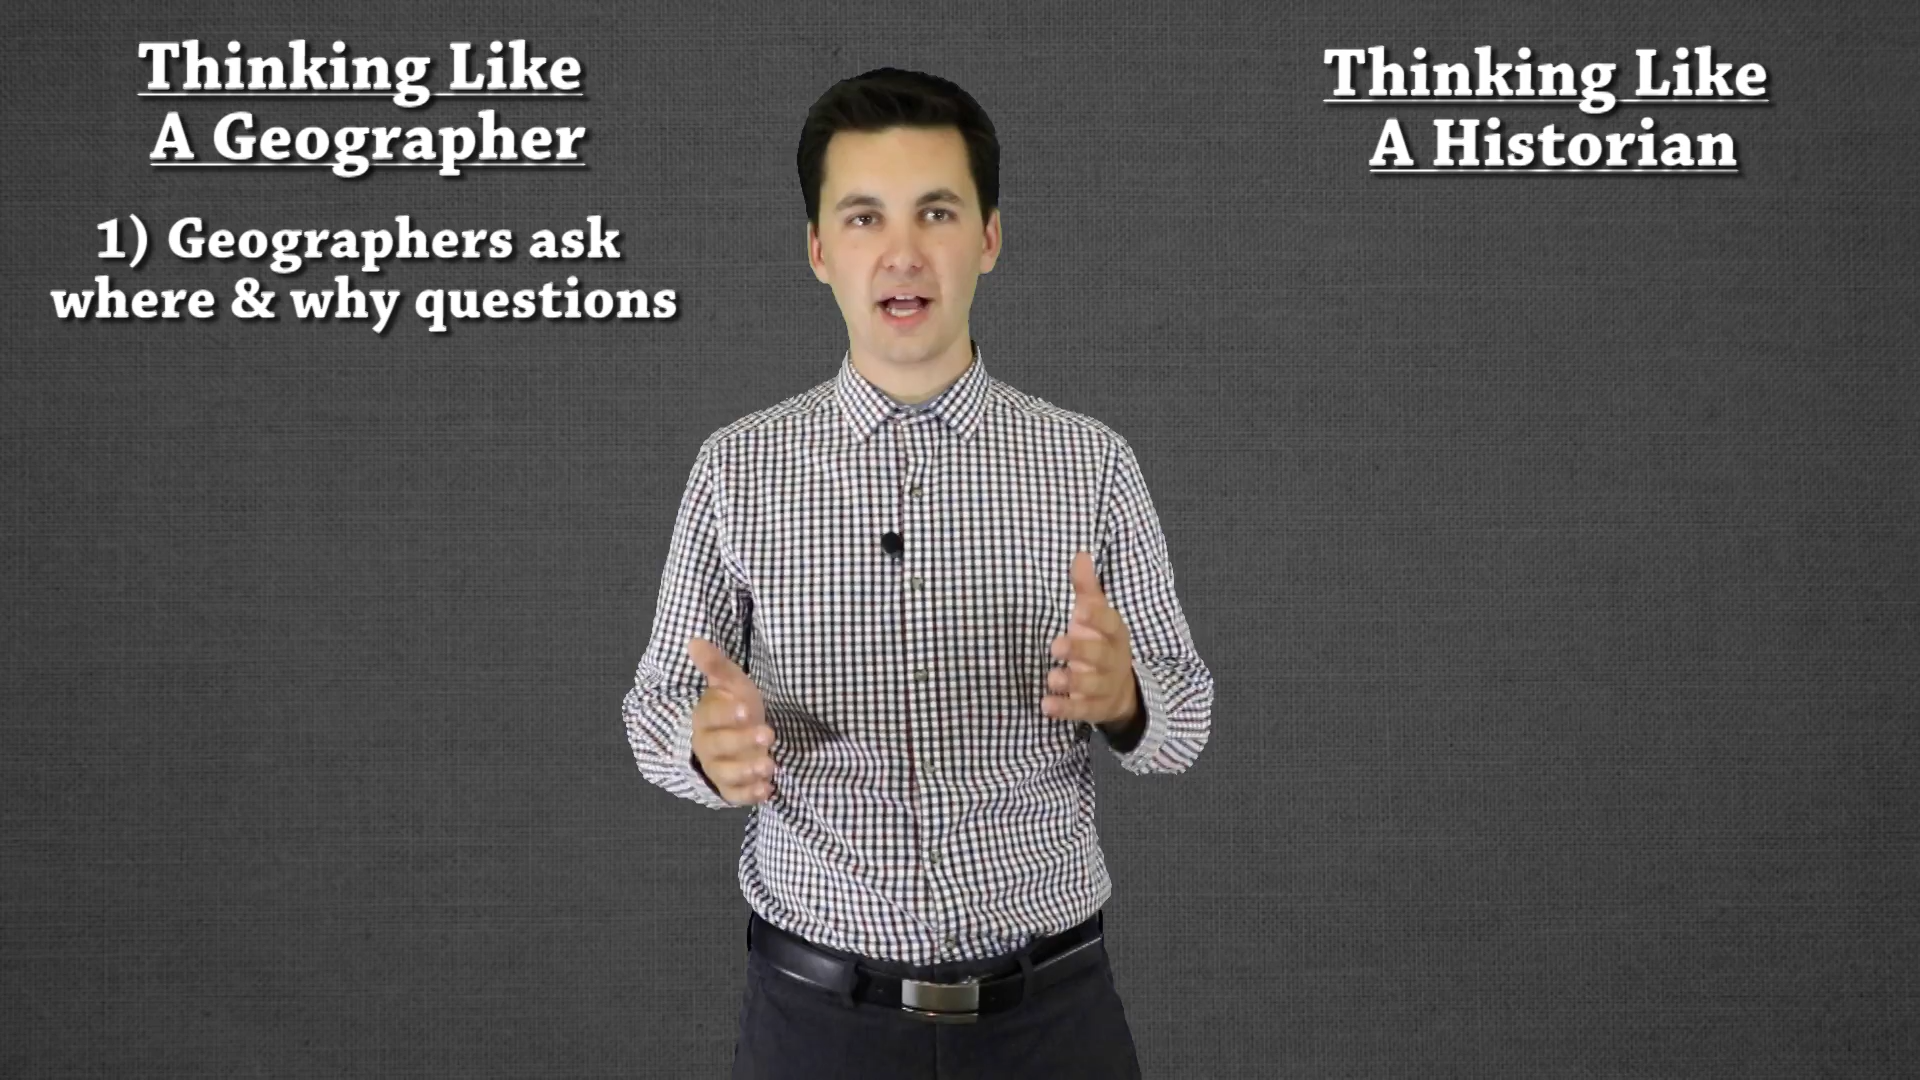 Thinking Like
A Geographer
1) Geographers ask
where & why questions
Thinking Like
A Historian